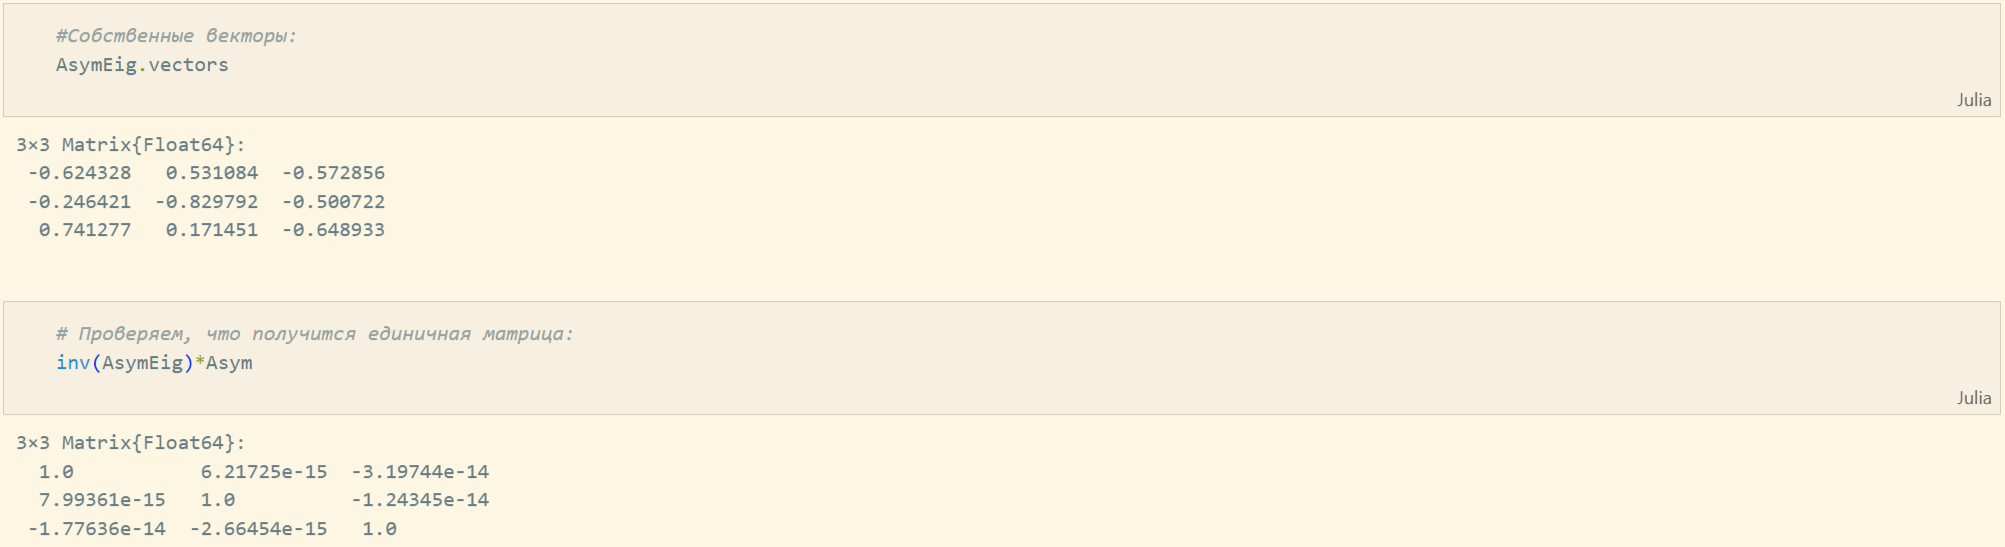 #Собственные векторы:
AsymEig.vectors
Julia
3×3 Matrix{Float64}:
-0.624328 0.531084 -0.572856
-0.246421 -0.829792 -0.500722
0.741277 0.171451 -0.648933
# Проверяем, что получится единичная матрица:
inv(AsymEig)*Asym
Julia
3×3 Matrix{Float64}:
1.0 6.21725e-15 -3.19744e-14
7.99361e-15 1.0 -1.24345e-14
-1.77636e-14 -2.66454e-15 1.0